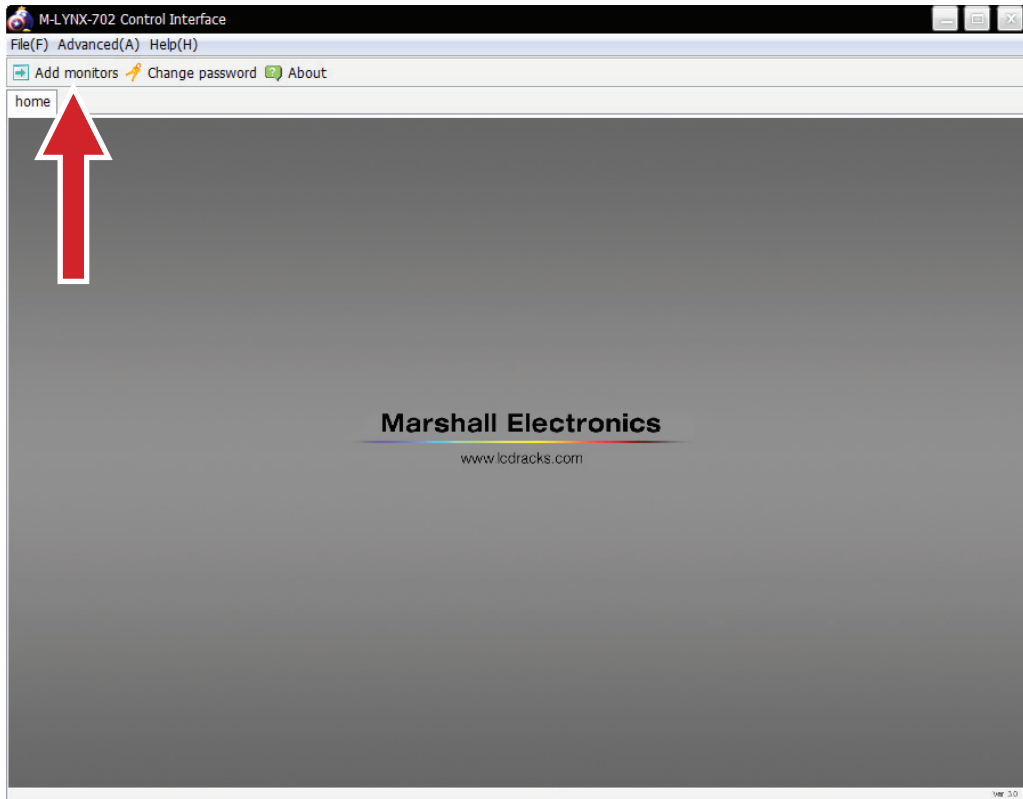 M-LYNX-702 Control Interface
File(F) Advanced(A) Help(H)
Add monitors Change password About
home
Marshall Electronics
www.lcdracks.com
Ver 3.0